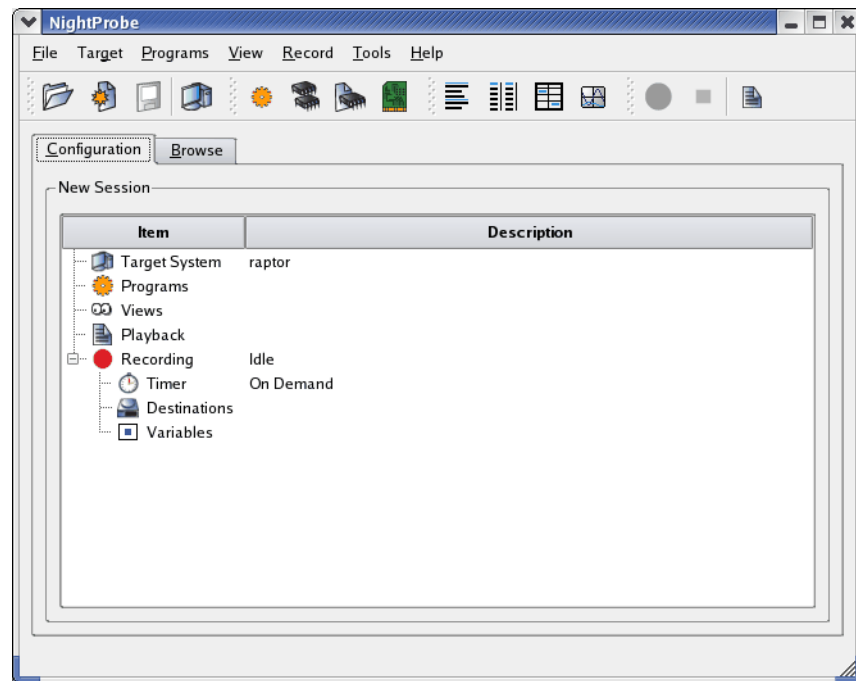 NightProbe
File Target Programs View Record Tools Help
Configuration Browse
New Session
Item Description
Target System raptor
Programs
Views
Playback
Recording Idle
Timer On Demand
Destinations
Variables